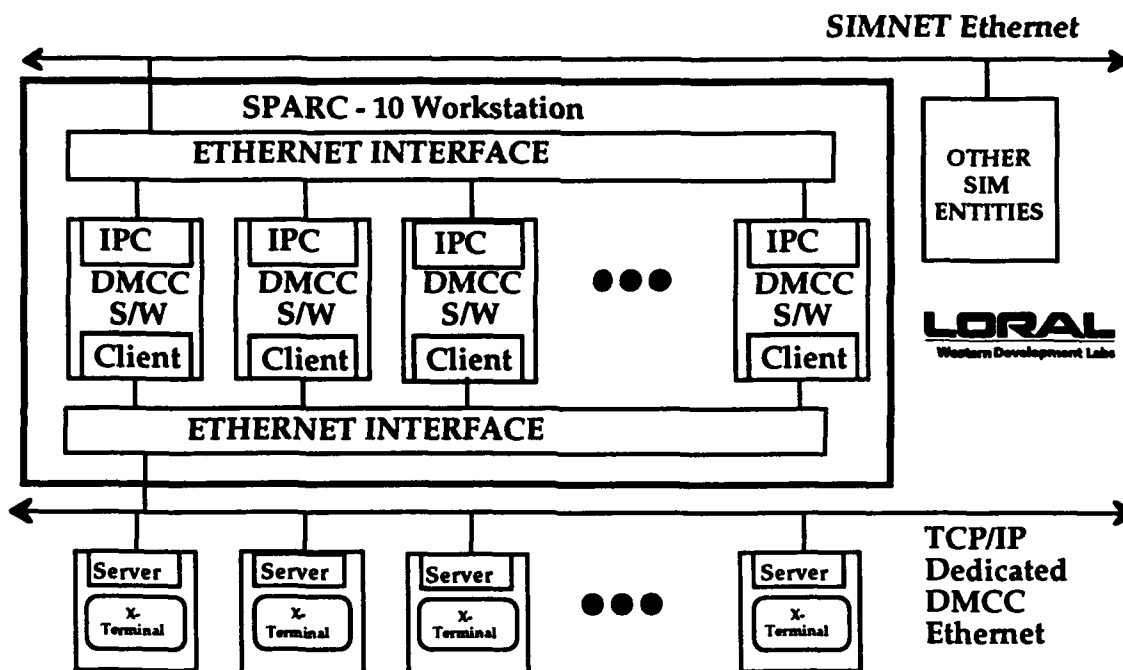 SIMNET Ethernet
SPARC - 10 Workstation
ETHERNET INTERFACE
OTHER
SIM
ENTITIES
IPC
DMCC
S/W
Client
IPC
DMCC
S/W
Client
IPC
DMCC
S/W
Client
IPC
DMCC
S/W
Client
LORAL
Western Development Labs
ETHERNET INTERFACE
TCP/IP
Dedicated
DMCC
Ethernet
Server
X-
Terminal
Server
X-
Terminal
Server
X-
Terminal
Server
X-
Terminal